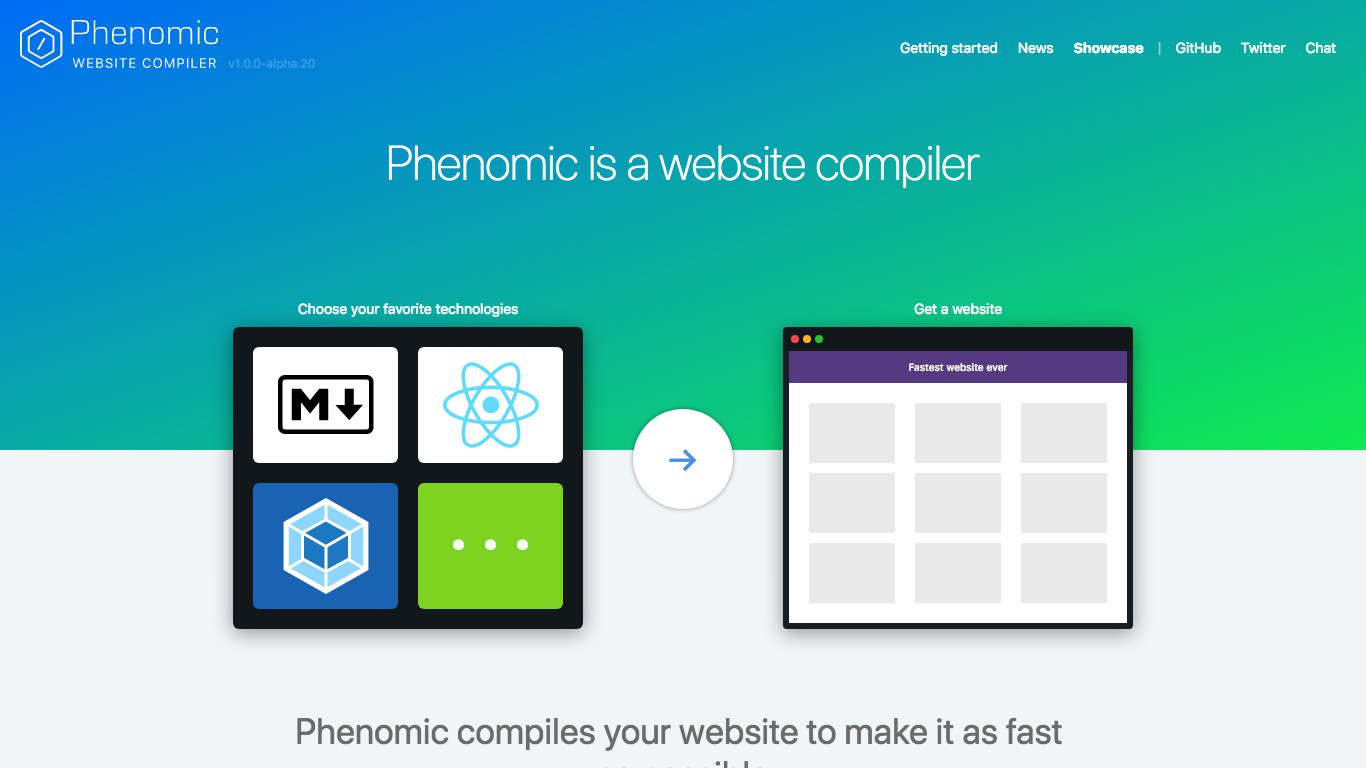 Phenomic
WEBSITE COMPILER v1.0.0-alpha.20
Getting started News Showcase | GitHub Twitter Chat
Phenomic is a website compiler
Choose your favorite technologies
Get a website
Fastest website ever
M
Phenomic compiles your website to make it as fast